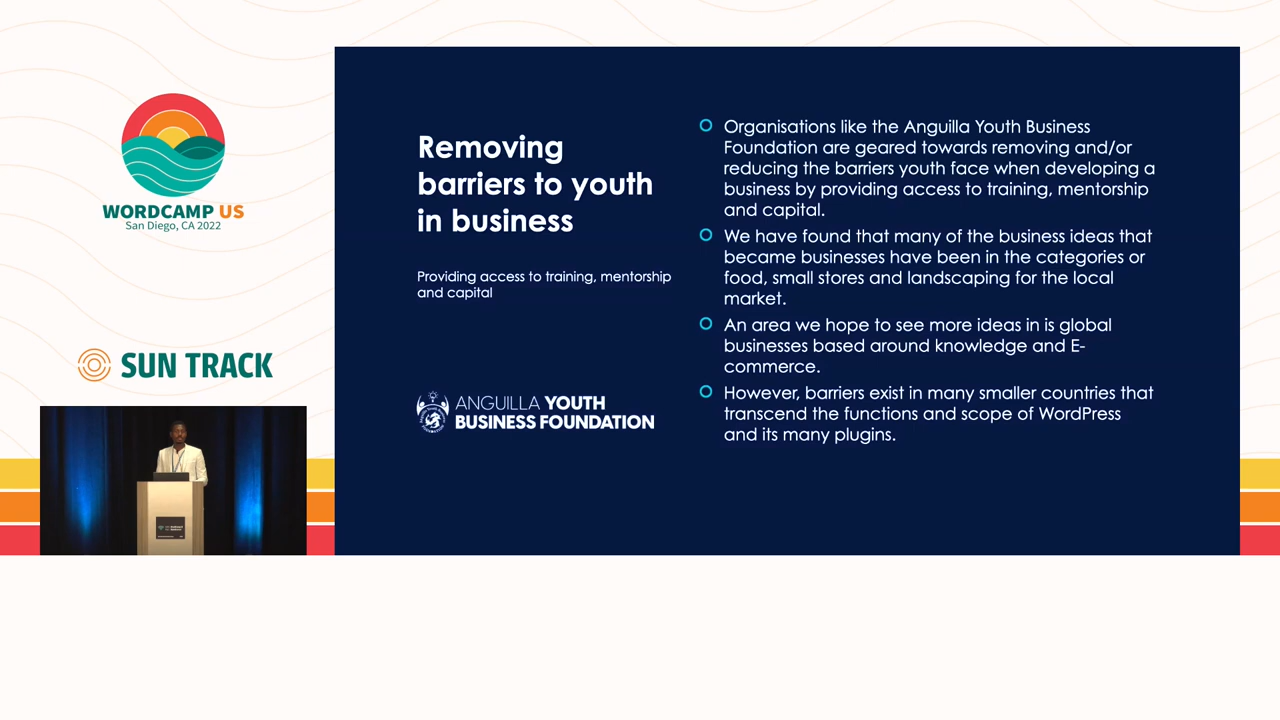 WORDCAMP US
San Diego, CA 2022
SUN TRACK
Removing
barriers to youth
in business
Providing access to training, mentorship
and capital
ANGUILLA YOUTH
BUSINESS FOUNDATION
Organisations like the Anguilla Youth Business
Foundation are geared towards removing and/or
reducing the barriers youth face when developing a
business by providing access to training, mentorship
and capital.
We have found that many of the business ideas that
became businesses have been in the categories or
food, small stores and landscaping for the local
market.
An area we hope to see more ideas in is global
businesses based around knowledge and E-
commerce.
However, barriers exist in many smaller countries that
transcend the functions and scope of WordPress
and its many plugins.